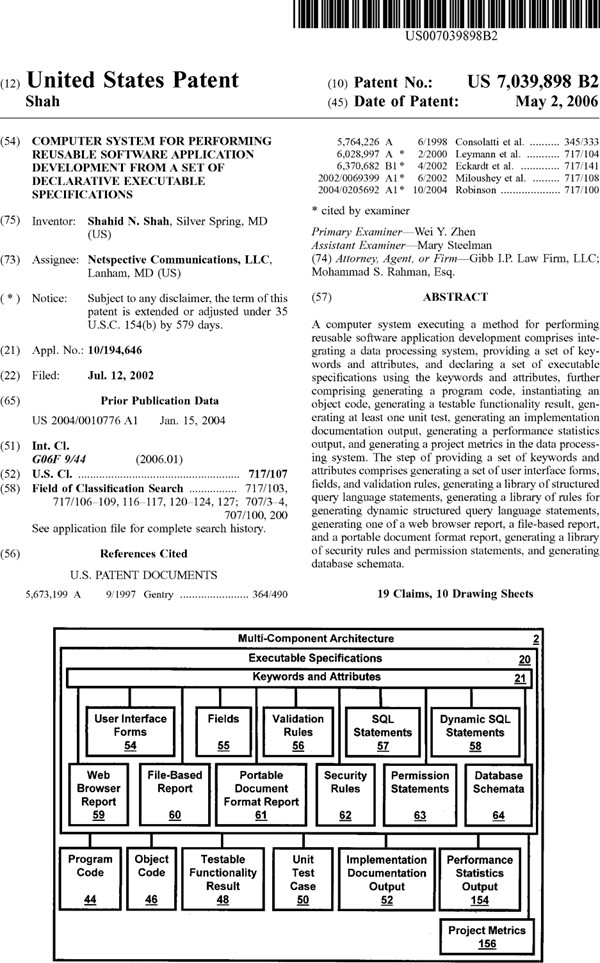 US007039898B2
(12) United States Patent
Shah
(10) Patent No.: US 7,039,898 B2
(45) Date of Patent: May 2, 2006
(54) COMPUTER SYSTEM FOR PERFORMING
REUSABLE SOFTWARE APPLICATION
DEVELOPMENT FROM A SET OF
DECLARATIVE EXECUTABLE
SPECIFICATIONS
(75) Inventor: Shahid N. Shah, Silver Spring, MD
(US)
(73) Assignee: Netspective Communications, LLC,
Lanham, MD (US)
( * ) Notice: Subject to any disclaimer, the term of this
patent is extended or adjusted under 35
U.S.C. 154(b) by 579 days.
(21) Appl. No.: 10/194,646
(22) Filed: Jul. 12, 2002
(65) Prior Publication Data
US 2004/0010776 A1 Jan. 15, 2004
(51) Int. Cl.
G06F 9/44 (2006.01)
(52) U.S. Cl. ..................................................... 717/107
(58) Field of Classification Search ............... 717/103,
717/106–109, 116–117, 120–124, 127; 707/3–4,
707/100, 200
See application file for complete search history.
(56) References Cited
U.S. PATENT DOCUMENTS
5,673,199 A 9/1997 Gentry ...................... 364/490
5,764,226 A 6/1998 Consolatti et al. .......... 345/333
6,028,997 A * 2/2000 Leymann et al. ........... 717/104
6,370,682 B1 * 4/2002 Eckardt et al. ............. 717/141
2002/0069399 A1 * 6/2002 Miloushey et al. ......... 717/108
2004/0205692 A1 * 10/2004 Robinson .................... 717/100
* cited by examiner
Primary Examiner—Wei Y. Zhen
Assistant Examiner—Mary Steelman
(74) Attorney, Agent, or Firm—Gibb I.P. Law Firm, LLC;
Mohammad S. Rahman, Esq.
(57) ABSTRACT
A computer system executing a method for performing
reusable software application development comprises inte-
grating a data processing system, providing a set of key-
words and attributes, and declaring a set of executable
specifications using the keywords and attributes, further
comprising generating a program code, instantiating an
object code, generating a testable functionality result, gen-
erating at least one unit test, generating an implementation
documentation output, generating a performance statistics
output, and generating a project metrics in the data process-
ing system. The step of providing a set of keywords and
attributes comprises generating a set of user interface forms,
fields, and validation rules, generating a library of structured
query language statements, generating a library of rules for
generating dynamic structured query language statements,
generating one of a web browser report, a file-based report,
and a portable document format report, generating a library
of security rules and permission statements, and generating
database schemata.
19 Claims, 10 Drawing Sheets
Multi-Component Architecture 2
Executable Specifications 20
Keywords and Attributes 21
User Interface
Forms
54
Fields
55
Validation
Rules
56
SQL
Statements
57
Dynamic SQL
Statements
58
Web
Browser
Report
59
File-Based
Report
60
Portable
Document
Format Report
61
Security
Rules
62
Permission
Statements
63
Database
Schemata
64
Program
Code
44
Object
Code
46
Testable
Functionality
Result
48
Unit
Test
Case
50
Implementation
Documentation
Output
52
Performance
Statistics
Output
154
Project Metrics
156